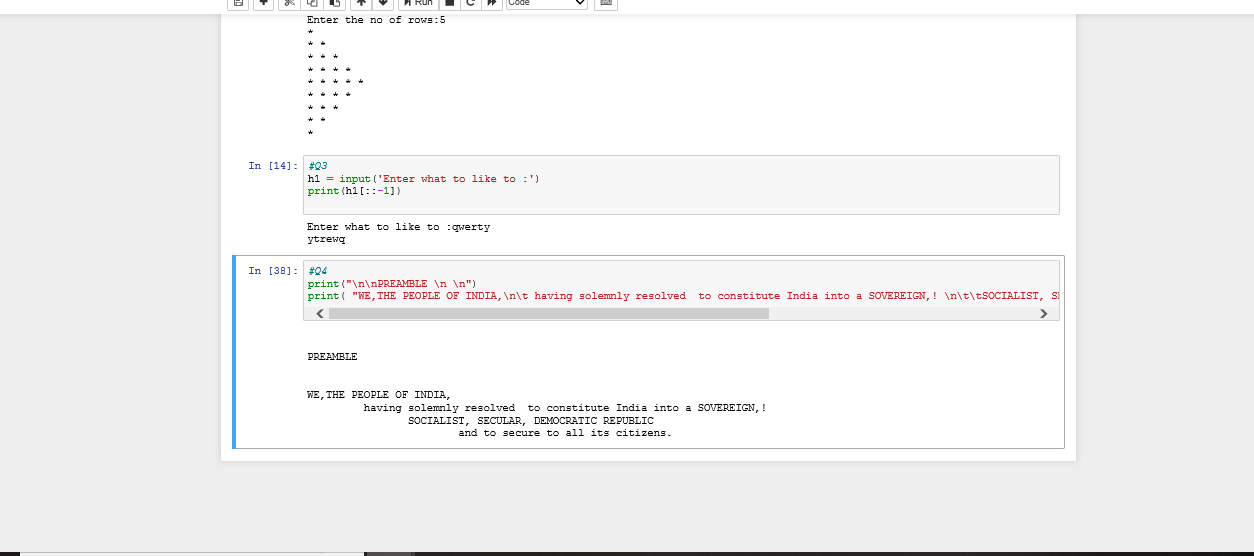 Run Code
Enter the no of rows:5
*
* *
* * *
* * * *
* * * * *
* * * *
* * *
* *
*
In [14]: #Q3
h1 = input('Enter what to like to :')
print(h1[::-1])
Enter what to like to :qwerty
ytrewq
In [38]: #Q4
print("\n\nPREAMBLE \n \n")
print( "WE,THE PEOPLE OF INDIA,\n\t having solemnly resolved  to constitute India into a SOVEREIGN,! \n\t\tSOCIALIST, S
PREAMBLE
WE,THE PEOPLE OF INDIA,
having solemnly resolved  to constitute India into a SOVEREIGN,!
SOCIALIST, SECULAR, DEMOCRATIC REPUBLIC
and to secure to all its citizens.